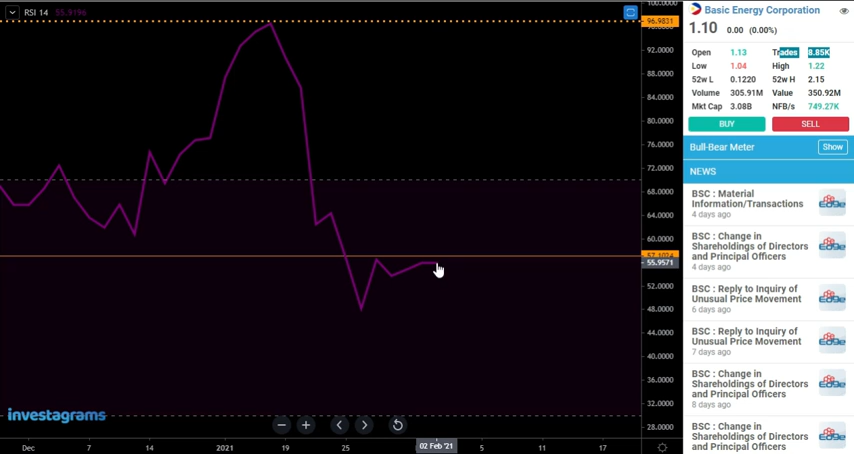 RSI 14 55.9196
100.0000
96.9831
92.0000
88.0000
84.0000
80.0000
76.0000
72.0000
68.0000
64.0000
60.0000
55.9571
52.0000
48.0000
44.0000
40.0000
36.0000
32.0000
28.0000
investagrams
Dec 7 14 2021 19 25 02 Feb '21 5 11 17
Basic Energy Corporation
1.10 0.00 (0.00%)
Open 1.13 Trades 8.85K
Low 1.04 High 1.22
52w L 0.1220 52w H 2.15
Volume 305.91M Value 350.92M
Mkt Cap 3.08B NFB/s 749.27K
BUY SELL
Bull-Bear Meter Show
NEWS
BSC : Material
Information/Transactions
4 days ago
BSC : Change in
Shareholdings of Directors
and Principal Officers
4 days ago
BSC : Reply to Inquiry of
Unusual Price Movement
6 days ago
BSC : Reply to Inquiry of
Unusual Price Movement
7 days ago
BSC : Change in
Shareholdings of Directors
and Principal Officers
8 days ago
BSC : Change in
Shareholdings of Directors
and Principal Officers
EDGE
EDGE
EDGE
EDGE
EDGE
EDGE